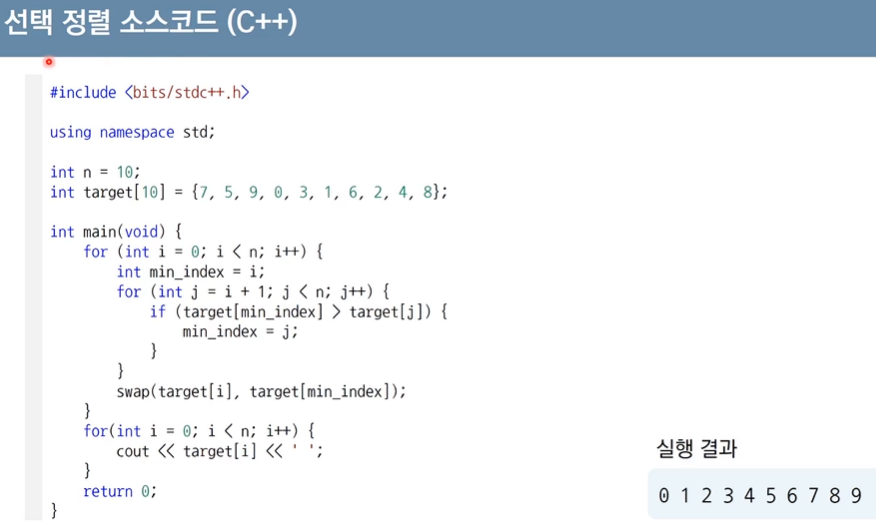 선택 정렬 소스코드 (C++)
#include <bits/stdc++.h>
using namespace std;
int n = 10;
int target[10] = {7, 5, 9, 0, 3, 1, 6, 2, 4, 8};
int main(void) {
    for (int i = 0; i < n; i++) {
        int min_index = i;
        for (int j = i + 1; j < n; j++) {
            if (target[min_index] > target[j]) {
                min_index = j;
            }
        }
        swap(target[i], target[min_index]);
    }
    for(int i = 0; i < n; i++) {
        cout << target[i] << ' ';
    }
    return 0;
}
실행 결과
0 1 2 3 4 5 6 7 8 9